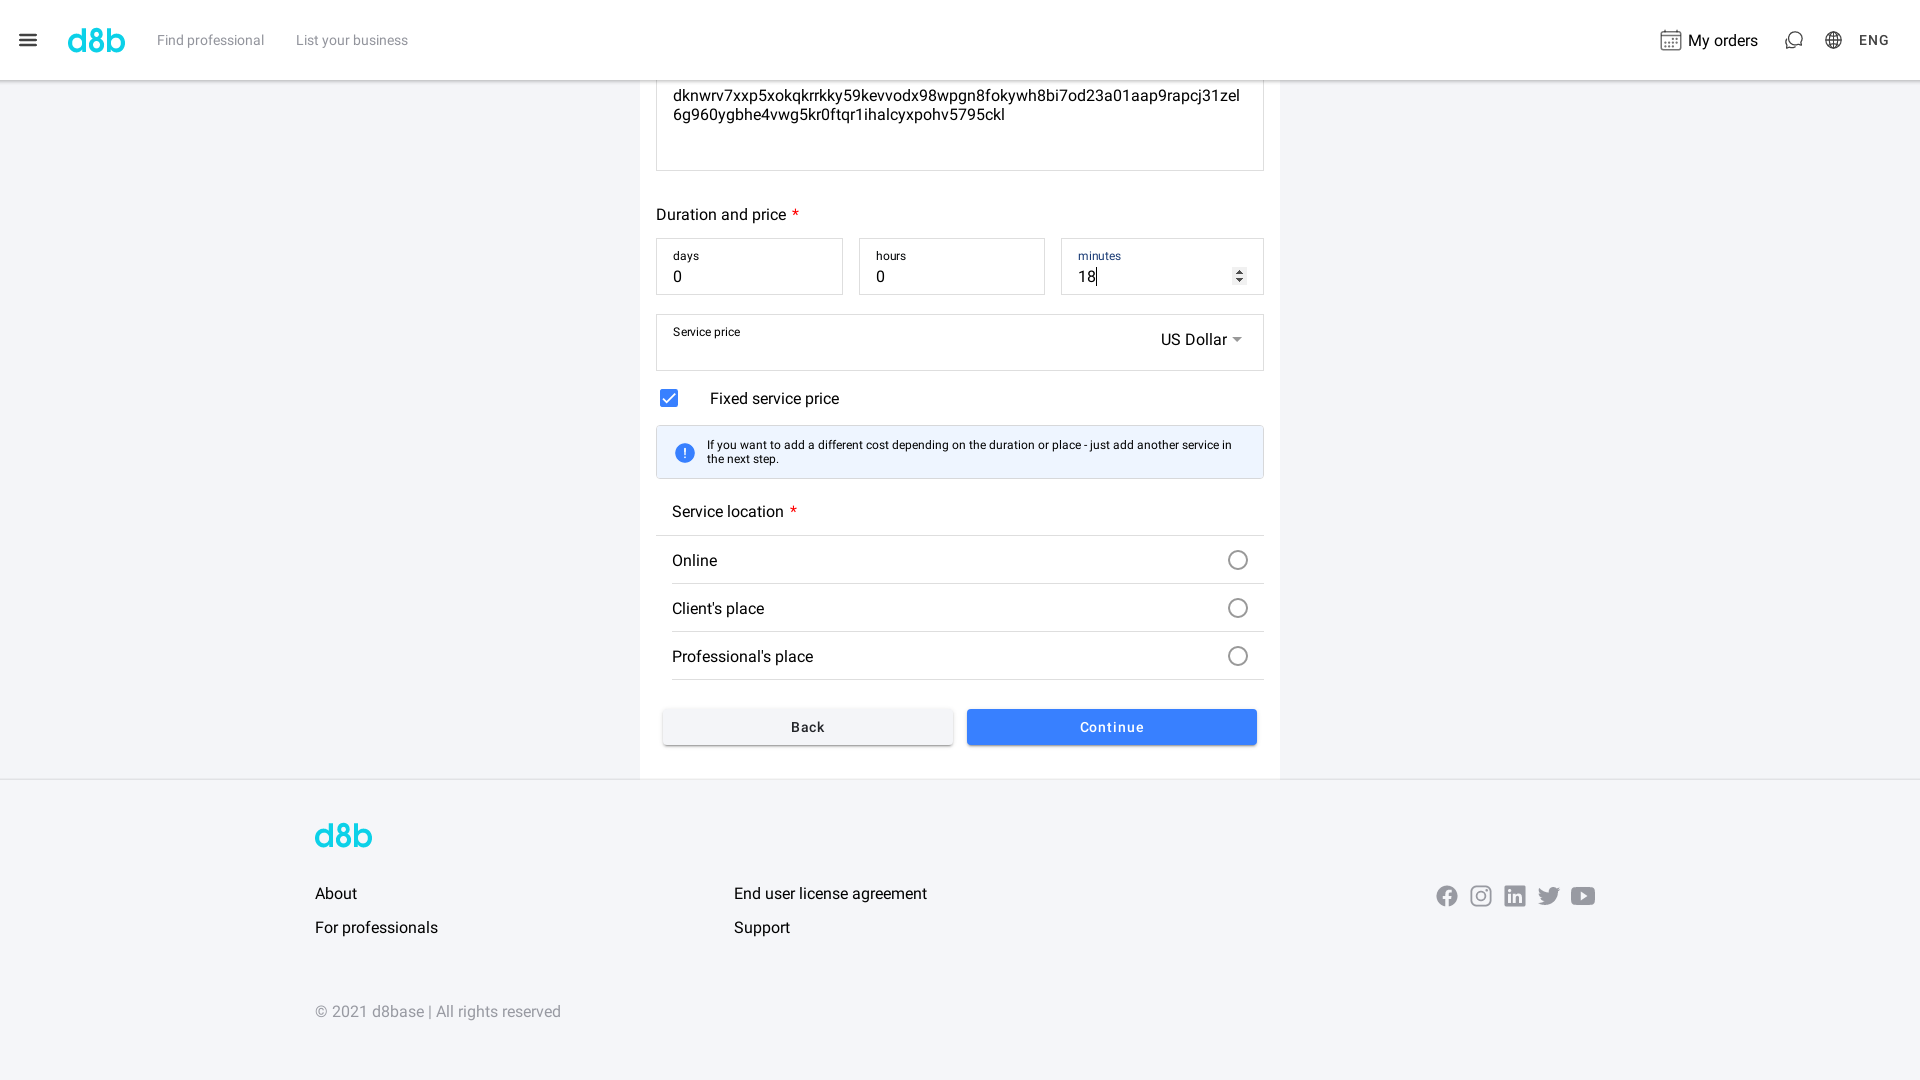 d8b
Find professional
List your business
My orders
ENG
dknwrv7xxp5xokqkrrkky59kevvodx98wpgn8fokywh8bi7od23a01aap9rapcj31zel
6g960ygbhe4vwg5kr0ftqr1ihalcyxpohv5795ckl
Duration and price *
days
0
hours
0
minutes
18
Service price
US Dollar
Fixed service price
If you want to add a different cost depending on the duration or place - just add another service in
the next step.
Service location *
Online
Client's place
Professional's place
Back
Continue
d8b
About
For professionals
End user license agreement
Support
© 2021 d8base | All rights reserved